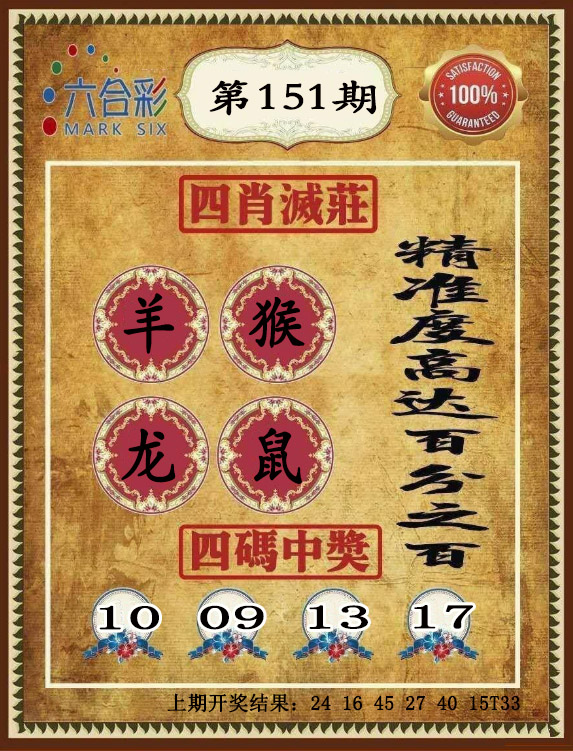 六合彩
MARK SIX
第151期
SATISFACTION
100%
GUARANTEED
四肖滅莊
羊 猴
龙 鼠
精准度高达百分之百
四碼中獎
10 09 13 17
上期开奖结果：24 16 45 27 40 15T33